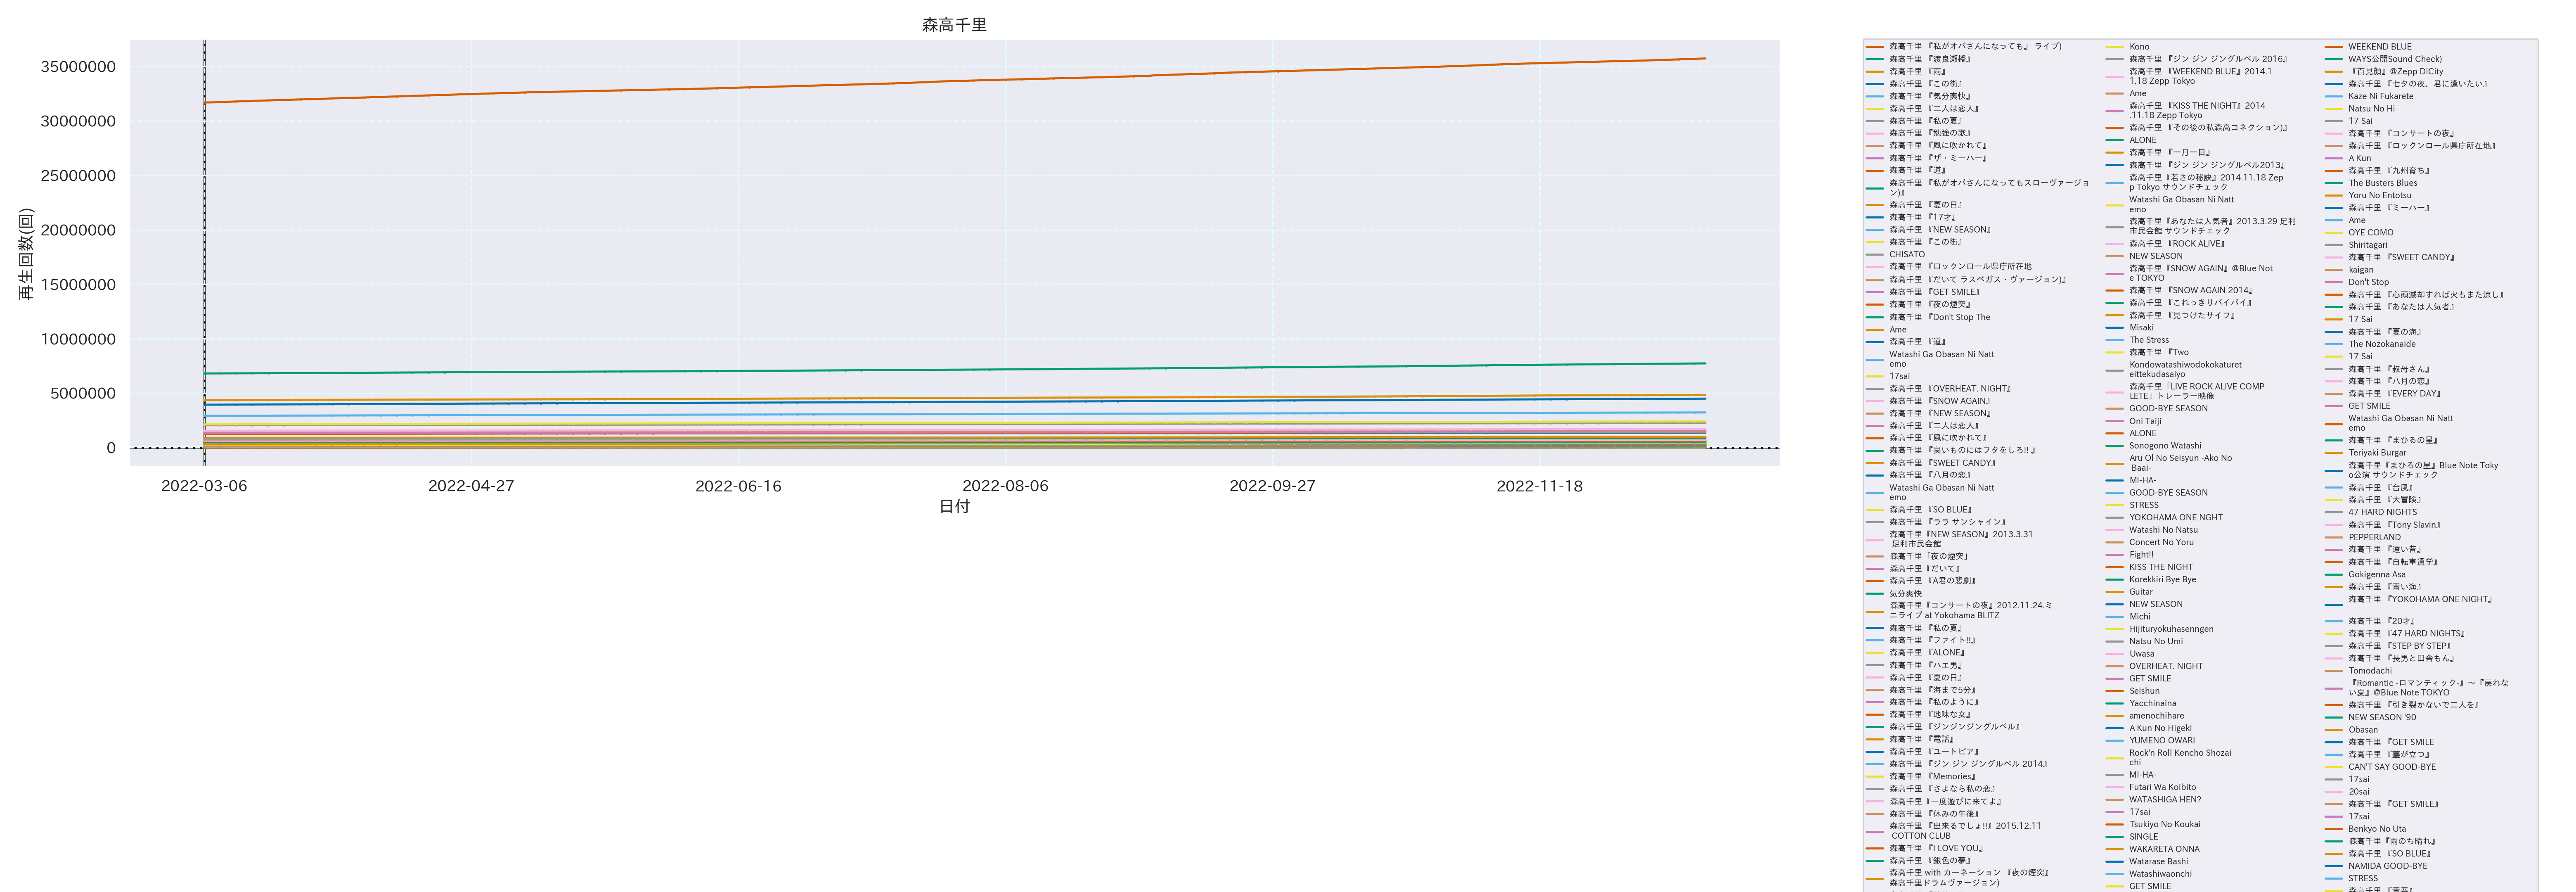 森高千里
35000000
30000000
25000000
20000000
15000000
10000000
5000000
0
再生回数(回)
2022-03-06
2022-04-27
2022-06-16
2022-08-06
2022-09-27
2022-11-18
日付
森高千里 『私がオバさんになっても』 ライブ)
森高千里 『渡良瀬橋』
森高千里 『雨』
森高千里 『この街』
森高千里 『気分爽快』
森高千里 『二人は恋人』
森高千里 『私の夏』
森高千里 『勉強の歌』
森高千里 『風に吹かれて』
森高千里 『ザ・ミーハー』
森高千里 『道』
森高千里 『私がオバさんになってもスローヴァージョ
ン)』
森高千里 『夏の日』
森高千里 『17才』
森高千里 『NEW SEASON』
森高千里 『この街』
CHISATO
森高千里 『ロックンロール県庁所在地
森高千里 『だいて ラスベガス・ヴァージョン)』
森高千里 『GET SMILE』
森高千里 『夜の煙突』
森高千里 『Don't Stop The
Ame
森高千里 『道』
Watashi Ga Obasan Ni Natt
emo
17sai
森高千里 『OVERHEAT. NIGHT』
森高千里 『SNOW AGAIN』
森高千里 『NEW SEASON』
森高千里 『二人は恋人』
森高千里 『風に吹かれて』
森高千里 『臭いものにはフタをしろ!! 』
森高千里 『SWEET CANDY』
森高千里 『八月の恋』
Watashi Ga Obasan Ni Natt
emo
森高千里 『SO BLUE』
森高千里 『ララ サンシャイン』
森高千里『NEW SEASON』2013.3.31
足利市民会館
森高千里「夜の煙突」
森高千里『だいて』
森高千里 『A君の悲劇』
気分爽快
森高千里『コンサートの夜』2012.11.24.ミ
ニライブ at Yokohama BLITZ
森高千里 『私の夏』
森高千里 『ファイト!!』
森高千里 『ALONE』
森高千里 『ハエ男』
森高千里 『夏の日』
森高千里 『海まで5分』
森高千里 『私のように』
森高千里 『地味な女』
森高千里 『ジンジンジングルベル』
森高千里 『電話』
森高千里 『ユートピア』
森高千里 『ジン ジン ジングルベル 2014』
森高千里 『Memories』
森高千里 『さよなら私の恋』
森高千里『一度遊びに来てよ』
森高千里 『休みの午後』
森高千里 『出来るでしょ!!』2015.12.11
COTTON CLUB
森高千里 『I LOVE YOU』
森高千里 『銀色の夢』
森高千里 with カーネーション 『夜の煙突』
森高千里ドラムヴァージョン)
Kono
森高千里 『ジン ジン ジングルベル 2016』
森高千里 『WEEKEND BLUE』2014.1
1.18 Zepp Tokyo
Ame
森高千里 『KISS THE NIGHT』2014
.11.18 Zepp Tokyo
森高千里 『その後の私森高コネクション)』
ALONE
森高千里 『一月一日』
森高千里 『ジン ジン ジングルベル2013』
森高千里『若さの秘訣』2014.11.18 Zep
p Tokyo サウンドチェック
Watashi Ga Obasan Ni Natt
emo
森高千里『あなたは人気者』2013.3.29 足利
市民会館 サウンドチェック
森高千里 『ROCK ALIVE』
NEW SEASON
森高千里『SNOW AGAIN』@Blue Not
e TOKYO
森高千里 『SNOW AGAIN 2014』
森高千里 『これっきりバイバイ』
森高千里 『見つけたサイフ』
Misaki
The Stress
森高千里 『Two
Kondowatashiwodokokaturet
eittekudasaiyo
森高千里「LIVE ROCK ALIVE COMP
LETE」トレーラー映像
GOOD-BYE SEASON
Oni Taiji
ALONE
Sonogono Watashi
Aru OI No Seisyun -Ako No
Baai-
MI-HA-
GOOD-BYE SEASON
STRESS
YOKOHAMA ONE NGHT
Watashi No Natsu
Concert No Yoru
Fight!!
KISS THE NIGHT
Korekkiri Bye Bye
Guitar
NEW SEASON
Michi
Hijituryokuhasenngen
Natsu No Umi
Uwasa
OVERHEAT. NIGHT
GET SMILE
Seishun
Yacchinaina
amenochihare
A Kun No Higeki
YUMENO OWARI
Rock'n Roll Kencho Shozai
chi
MI-HA-
Futari Wa Koibito
WATASHIGA HEN?
17sai
Tsukiyo No Koukai
SINGLE
WAKARETA ONNA
Watarase Bashi
Watashiwaonchi
GET SMILE
WEEKEND BLUE
WAYS公開Sound Check)
『百見顔』@Zepp DiCity
森高千里 『七夕の夜、君に逢いたい』
Kaze Ni Fukarete
Natsu No Hi
17 Sai
森高千里 『コンサートの夜』
森高千里 『ロックンロール県庁所在地』
A Kun
森高千里 『九州育ち』
The Busters Blues
Yoru No Entotsu
森高千里 『ミーハー』
Ame
OYE COMO
Shiritagari
森高千里 『SWEET CANDY』
kaigan
Don't Stop
森高千里 『心頭滅却すれば火もまた涼し』
森高千里 『あなたは人気者』
17 Sai
森高千里 『夏の海』
The Nozokanaide
17 Sai
森高千里 『叔母さん』
森高千里 『八月の恋』
森高千里 『EVERY DAY』
GET SMILE
Watashi Ga Obasan Ni Natt
emo
森高千里 『まひるの星』
Teriyaki Burgar
森高千里『まひるの星』Blue Note Toky
o公演 サウンドチェック
森高千里 『台風』
森高千里 『大冒険』
47 HARD NIGHTS
森高千里 『Tony Slavin』
PEPPERLAND
森高千里 『遠い昔』
森高千里 『自転車通学』
Gokigenna Asa
森高千里 『青い海』
森高千里 『YOKOHAMA ONE NIGHT』
森高千里 『20才』
森高千里 『47 HARD NIGHTS』
森高千里 『STEP BY STEP』
森高千里 『長男と田舎もん』
Tomodachi
『Romantic -ロマンティック-』～『戻れな
い夏』@Blue Note TOKYO
森高千里 『引き裂かないで二人を』
NEW SEASON '90
Obasan
森高千里 『GET SMILE
森高千里 『薹が立つ』
CAN'T SAY GOOD-BYE
17sai
20sai
森高千里 『GET SMILE』
17sai
Benkyo No Uta
森高千里 『雨のち晴れ』
森高千里 『SO BLUE』
NAMIDA GOOD-BYE
STRESS
森高千里 『青春』